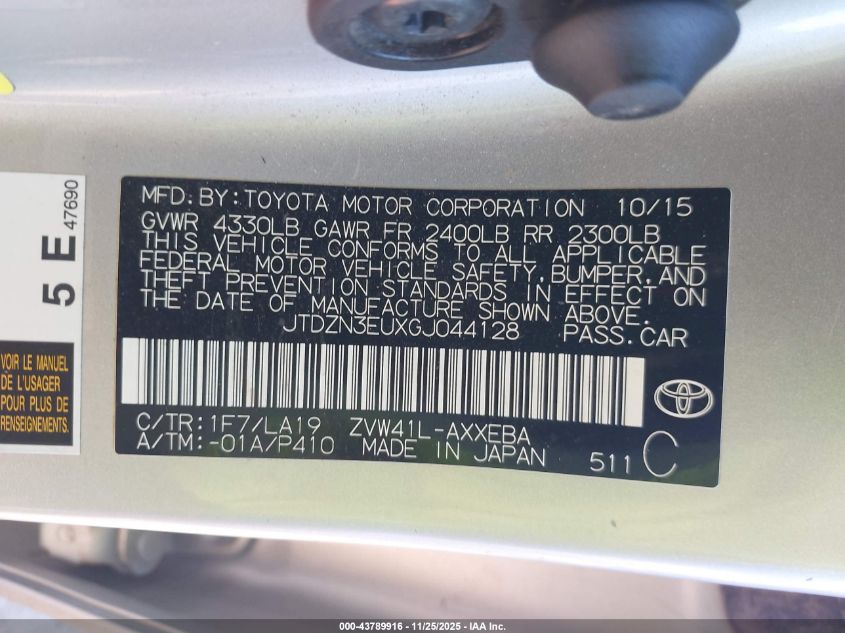 MFD.BY:TOYOTA MOTOR CORPORATION 10/15
GVWR 4330LB GAWR FR 2400LB RR 2300LB
THIS VEHICLE CONFORMS TO ALL APPLICABLE
FEDERAL MOTOR VEHICLE SAFETY,BUMPER,AND
THEFT PREVENTION STANDARDS IN EFFECT ON
THE DATE OF MANUFACTURE SHOWN ABOVE.
JTDZN3EUXGJ044128 PASS.CAR
C/TR:1F7/LA19 ZVW41L-AXXEBA
A/TM:-01A/P410 MADE IN JAPAN 511 C
5 E
47690
VOIR LE MANUEL
DE L'USAGER
POUR PLUS DE
RENSEIGNEMENTS.
000-43789916 - 11/25/2025 - IAA Inc.